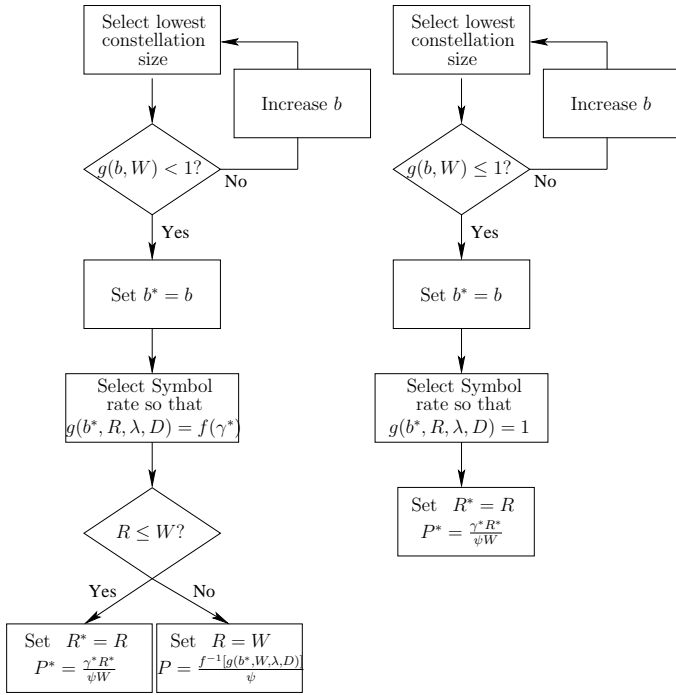 Select lowest
constellation
size
Increase b
g(b, W) < 1?
No
Yes
Set b* = b
Select Symbol
rate so that
g(b*, R, λ, D) = f(γ*)
R ≤ W?
Yes
No
Set R* = R
P* = γ*R*/ψW
Set R = W
P = f⁻¹[g(b*,W,λ,D)]/ψ
Select lowest
constellation
size
Increase b
g(b, W) ≤ 1?
No
Yes
Set b* = b
Select Symbol
rate so that
g(b*, R, λ, D) = 1
Set R* = R
P* = γ*R*/ψW